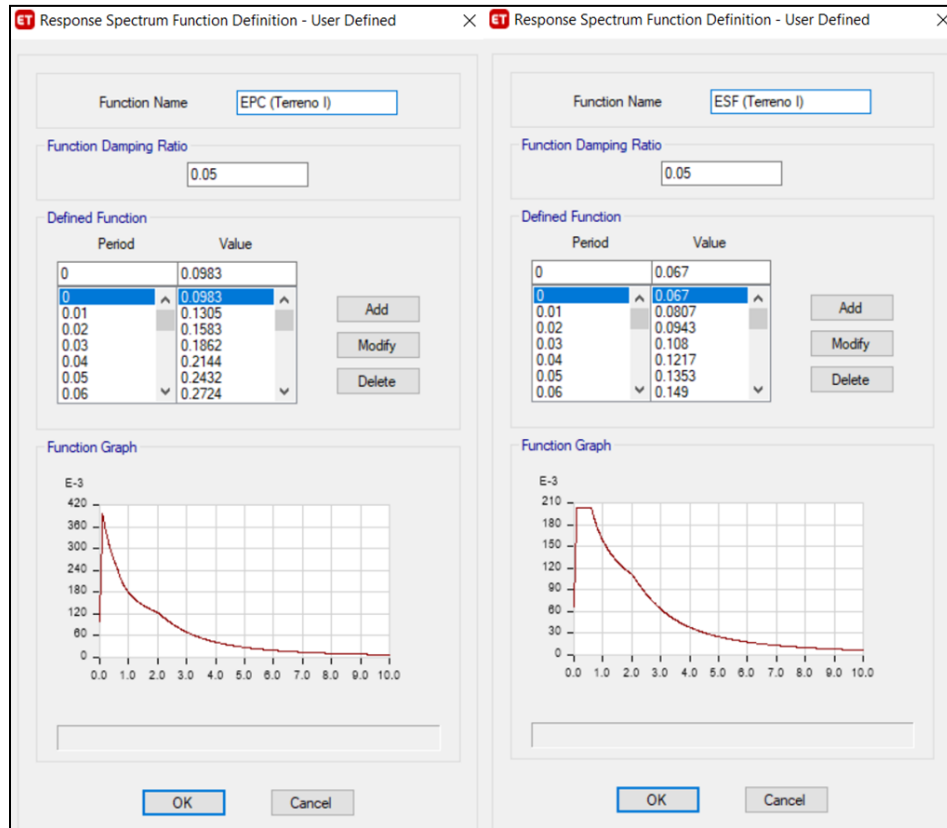 ET Response Spectrum Function Definition - User Defined
Function Name EPC (Terreno I)
Function Damping Ratio
0.05
Defined Function
Period Value
0 0.0983
0 0.0983
0.01 0.1305
0.02 0.1583
0.03 0.1862
0.04 0.2144
0.05 0.2432
0.06 0.2724
Add
Modify
Delete
Function Graph
E-3
420
360
300
240
180
120
60
0
0.0 1.0 2.0 3.0 4.0 5.0 6.0 7.0 8.0 9.0 10.0
OK Cancel
ET Response Spectrum Function Definition - User Defined
Function Name ESF (Terreno I)
Function Damping Ratio
0.05
Defined Function
Period Value
0 0.067
0 0.067
0.01 0.0807
0.02 0.0943
0.03 0.108
0.04 0.1217
0.05 0.1353
0.06 0.149
Add
Modify
Delete
Function Graph
E-3
210
180
150
120
90
60
30
0
0.0 1.0 2.0 3.0 4.0 5.0 6.0 7.0 8.0 9.0 10.0
OK Cancel